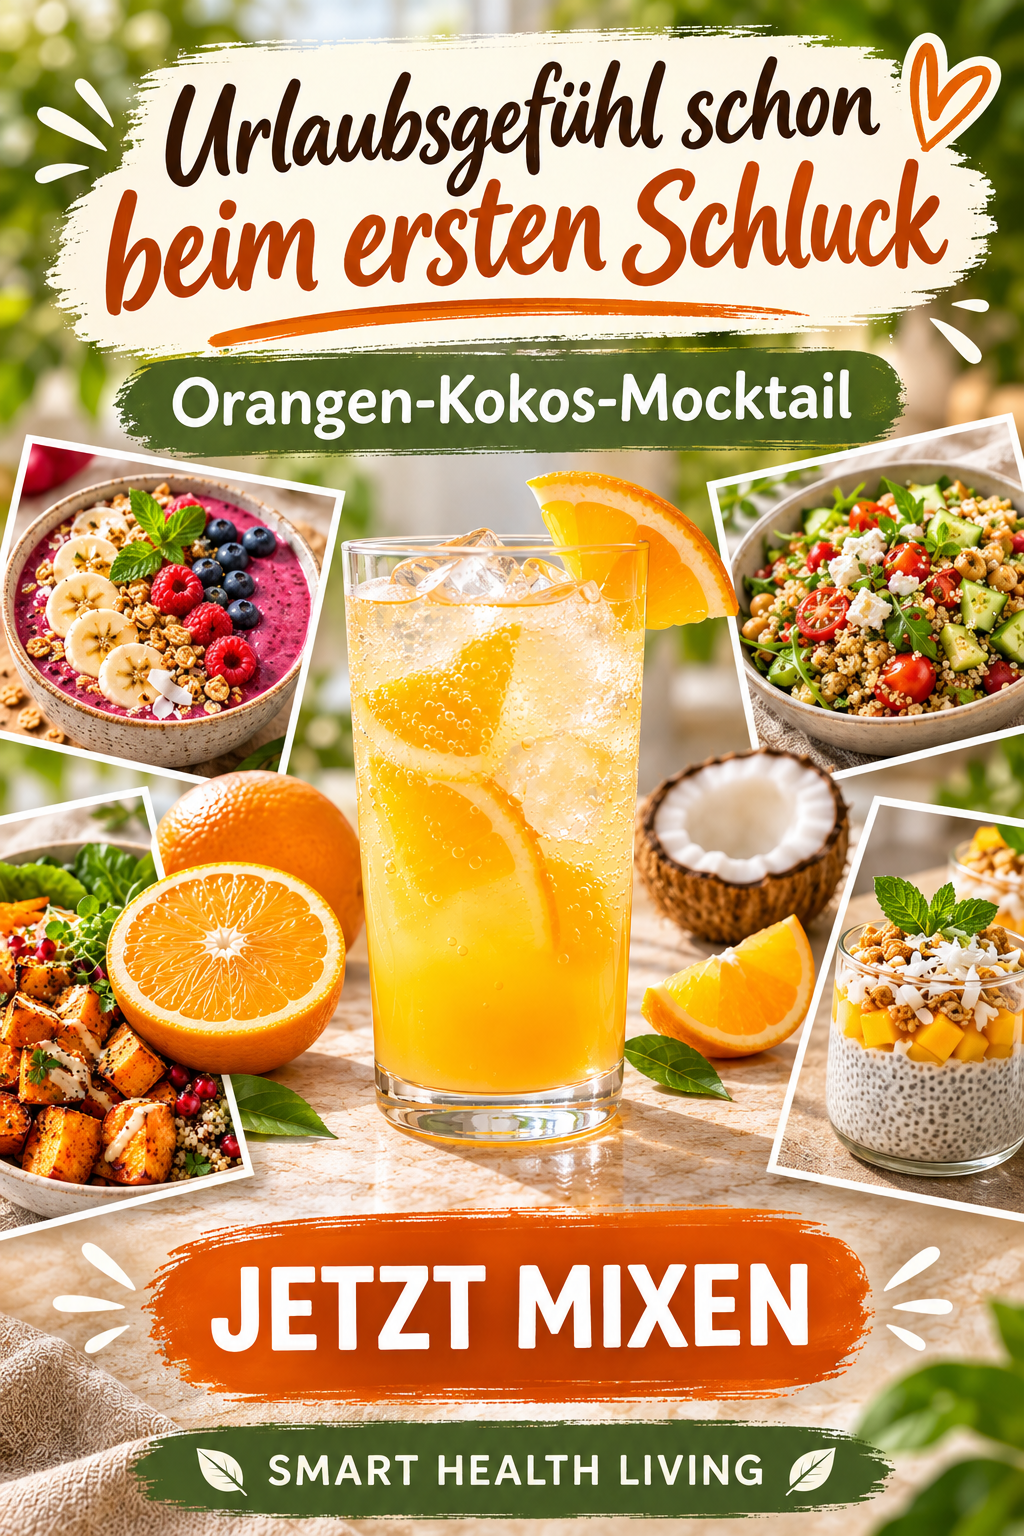 Urlaubsgefühl schon
beim ersten Schluck
Orangen-Kokos-Mocktail
JETZT MIXEN
SMART HEALTH LIVING